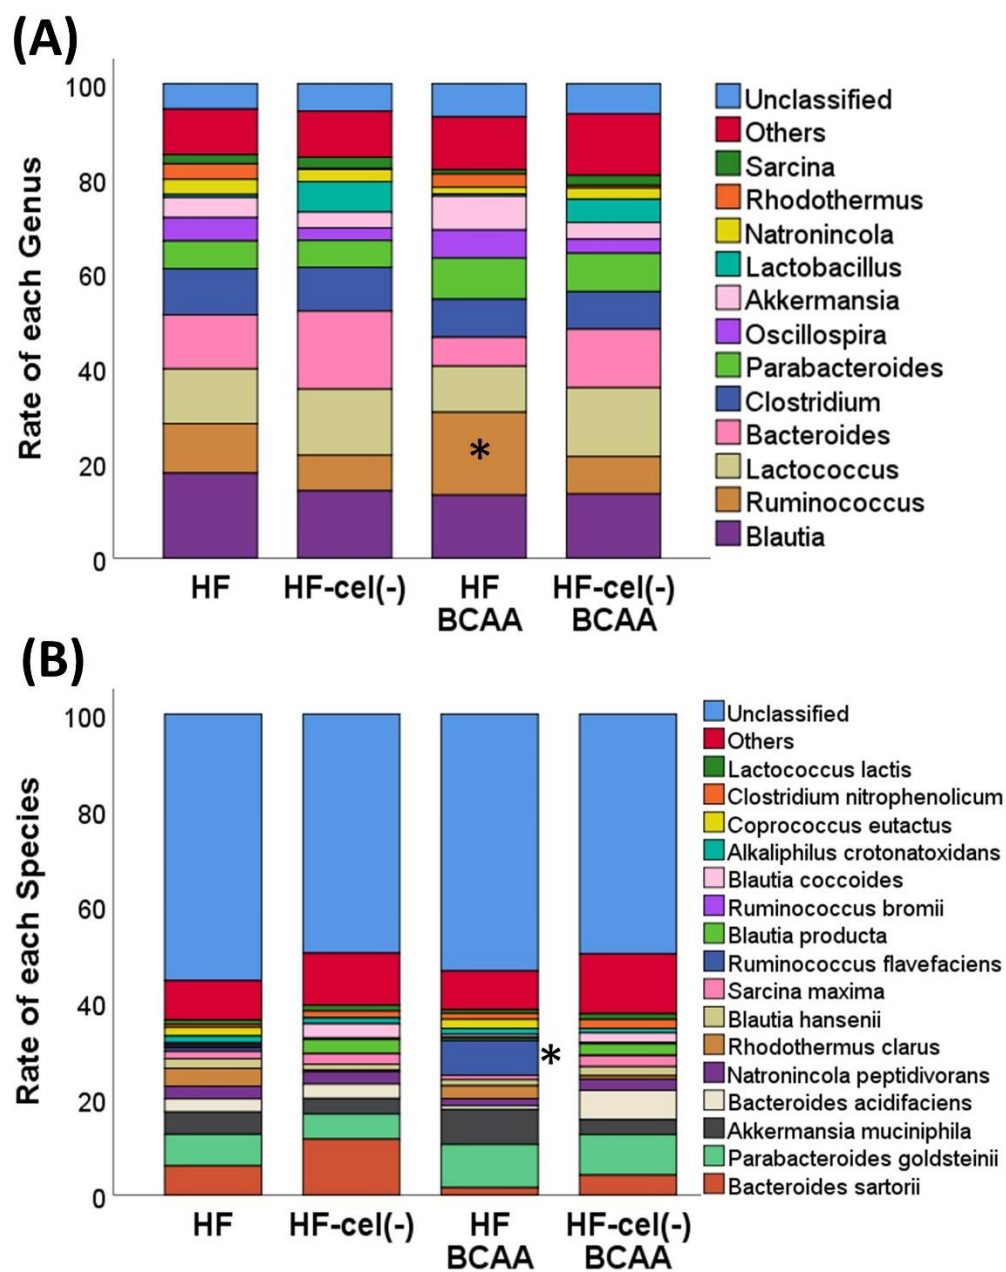 (A)
Rate of each Genus
100
80
60
40
20
0
*
HF
HF-cel(-)
HF
BCAA
HF-cel(-)
BCAA
Unclassified
Others
Sarcina
Rhodothermus
Natronincola
Lactobacillus
Akkermansia
Oscillospira
Parabacteroides
Clostridium
Bacteroides
Lactococcus
Ruminococcus
Blautia
(B)
Rate of each Species
100
80
60
40
20
0
*
HF
HF-cel(-)
HF
BCAA
HF-cel(-)
BCAA
Unclassified
Others
Lactococcus lactis
Clostridium nitrophenolicum
Coprococcus eutactus
Alkaliphilus crotonatoxidans
Blautia coccoides
Ruminococcus bromii
Blautia producta
Ruminococcus flavefaciens
Sarcina maxima
Blautia hansenii
Rhodothermus clarus
Natronincola peptidivorans
Bacteroides acidifaciens
Akkermansia muciniphila
Parabacteroides goldsteinii
Bacteroides sartorii